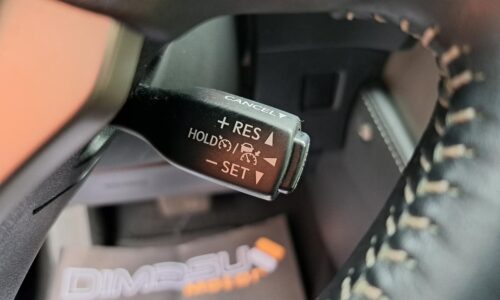 CANCEL
+ RES
HOLD /
− SET